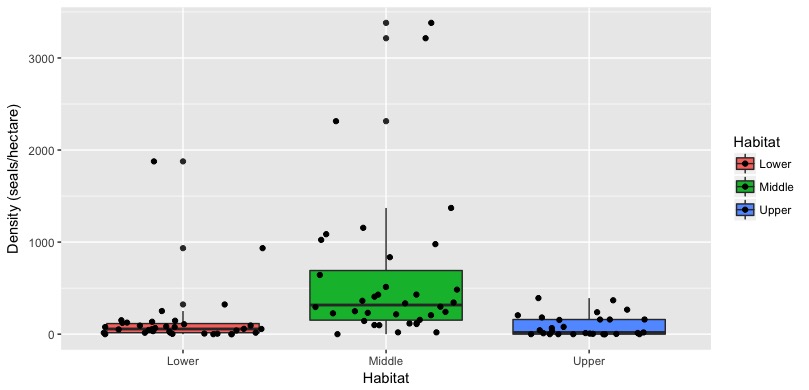 Density (seals/hectare)
3000
2000
1000
0
Lower
Middle
Upper
Habitat
Habitat
Lower
Middle
Upper